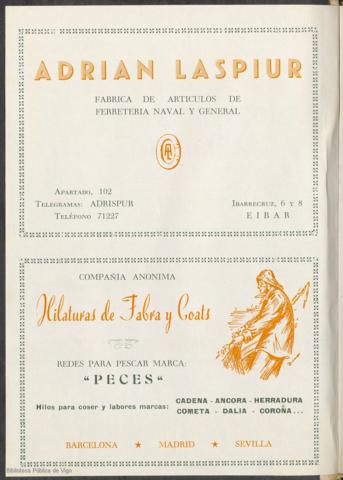 ADRIAN LASPIUR
FABRICA DE ARTICULOS DE
FERRETERIA NAVAL Y GENERAL
APARTADO, 102
TELEGRAMAS: ADRISPUR
TELÉFONO 71227
IBARRECRUZ, 6 Y 8
EIBAR
COMPAÑIA ANONIMA
Hilaturas de Fabra y Coats
REDES PARA PESCAR MARCA:
"PECES"
Hilos para coser y labores marcas:
CADENA - ANCORA - HERRADURA
COMETA - DALIA - COROÑA...
BARCELONA ★ MADRID ★ SEVILLA
Biblioteca Pública de Vigo